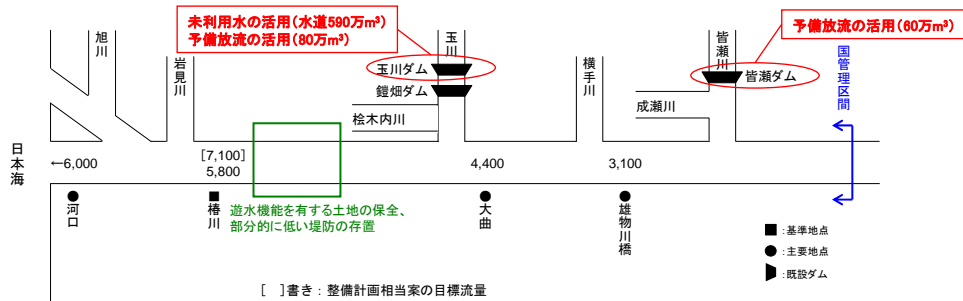 未利用水の活用(水道590万m³)
予備放流の活用(80万m³)
予備放流の活用(60万m³)
旭川
岩見川
玉川
玉川ダム
鎧畑ダム
桧木内川
横手川
皆瀬川
皆瀬ダム
成瀬川
国管理区間
日本海
←6,000
[7,100]
5,800
4,400
3,100
河口
椿川
遊水機能を有する土地の保全、
部分的に低い堤防の存置
大曲
雄物川橋
■:基準地点
●:主要地点
:既設ダム
[ ]書き:整備計画相当案の目標流量